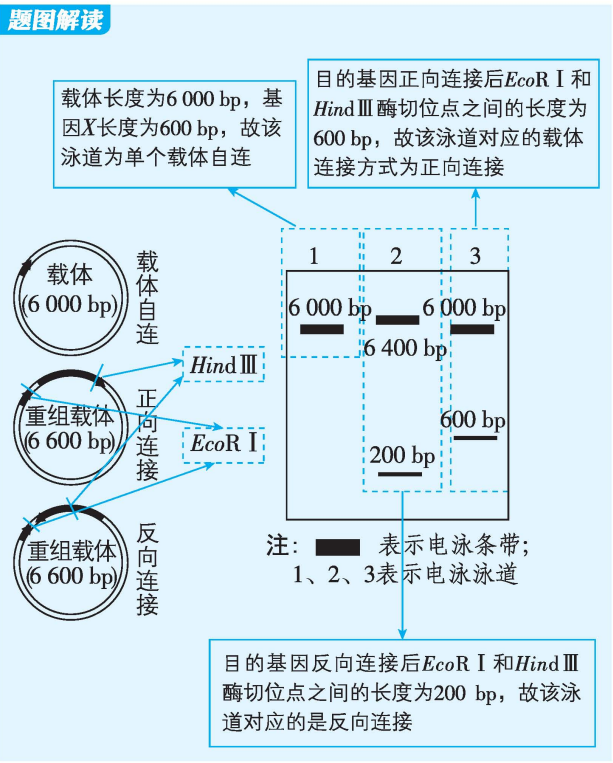 题图解读
载体长度为6 000 bp，基
因X长度为600 bp，故该
泳道为单个载体自连
目的基因正向连接后EcoR Ⅰ和
Hind Ⅲ酶切位点之间的长度为
600 bp，故该泳道对应的载体
连接方式为正向连接
1 2 3
载体
(6 000 bp)
载体自连
6 000 bp
6 400 bp
200 bp
6 000 bp
600 bp
Hind Ⅲ
EcoR Ⅰ
重组载体
(6 600 bp)
正向连接
重组载体
(6 600 bp)
反向连接
注： 表示电泳条带；
1、2、3表示电泳泳道
目的基因反向连接后EcoR Ⅰ和Hind Ⅲ
酶切位点之间的长度为200 bp，故该泳
道对应的是反向连接